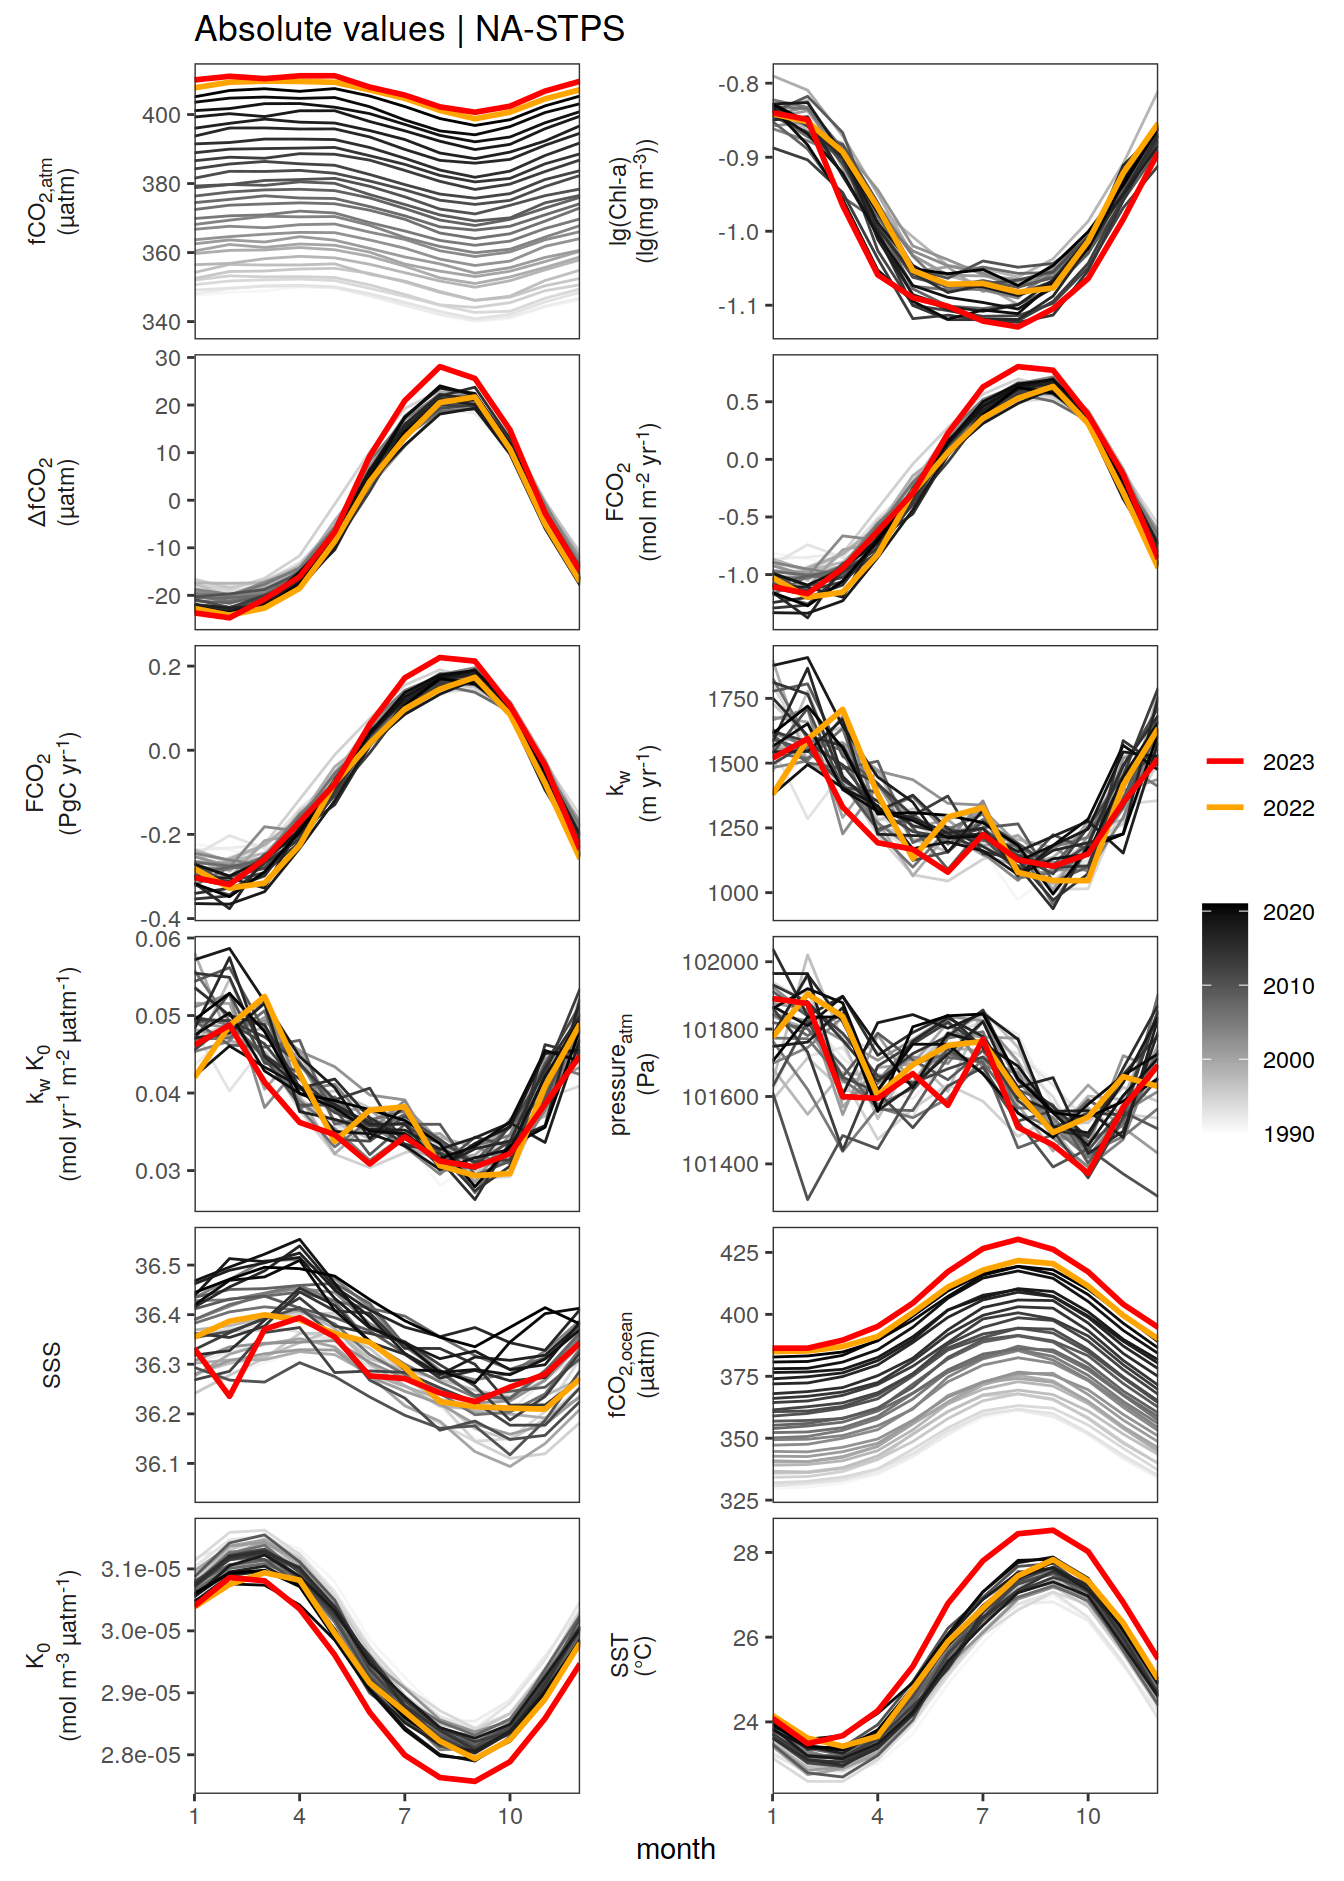 Absolute values | NA-STPS
fCO2,atm
(µatm)
400
380
360
340
lg(Chl-a)
(lg(mg m-3))
-0.8
-0.9
-1.0
-1.1
ΔfCO2
(µatm)
30
20
10
0
-10
-20
FCO2
(mol m-2 yr-1)
0.5
0.0
-0.5
-1.0
FCO2
(PgC yr-1)
0.2
0.0
-0.2
-0.4
kw
(m yr-1)
1750
1500
1250
1000
kw K0
(mol yr-1 m-2 µatm-1)
0.06
0.05
0.04
0.03
pressureatm
(Pa)
102000
101800
101600
101400
SSS
36.5
36.4
36.3
36.2
36.1
fCO2,ocean
(µatm)
425
400
375
350
325
K0
(mol m-3 µatm-1)
3.1e-05
3.0e-05
2.9e-05
2.8e-05
SST
(°C)
28
26
24
1 4 7 10
1 4 7 10
month
2023
2022
2020
2010
2000
1990